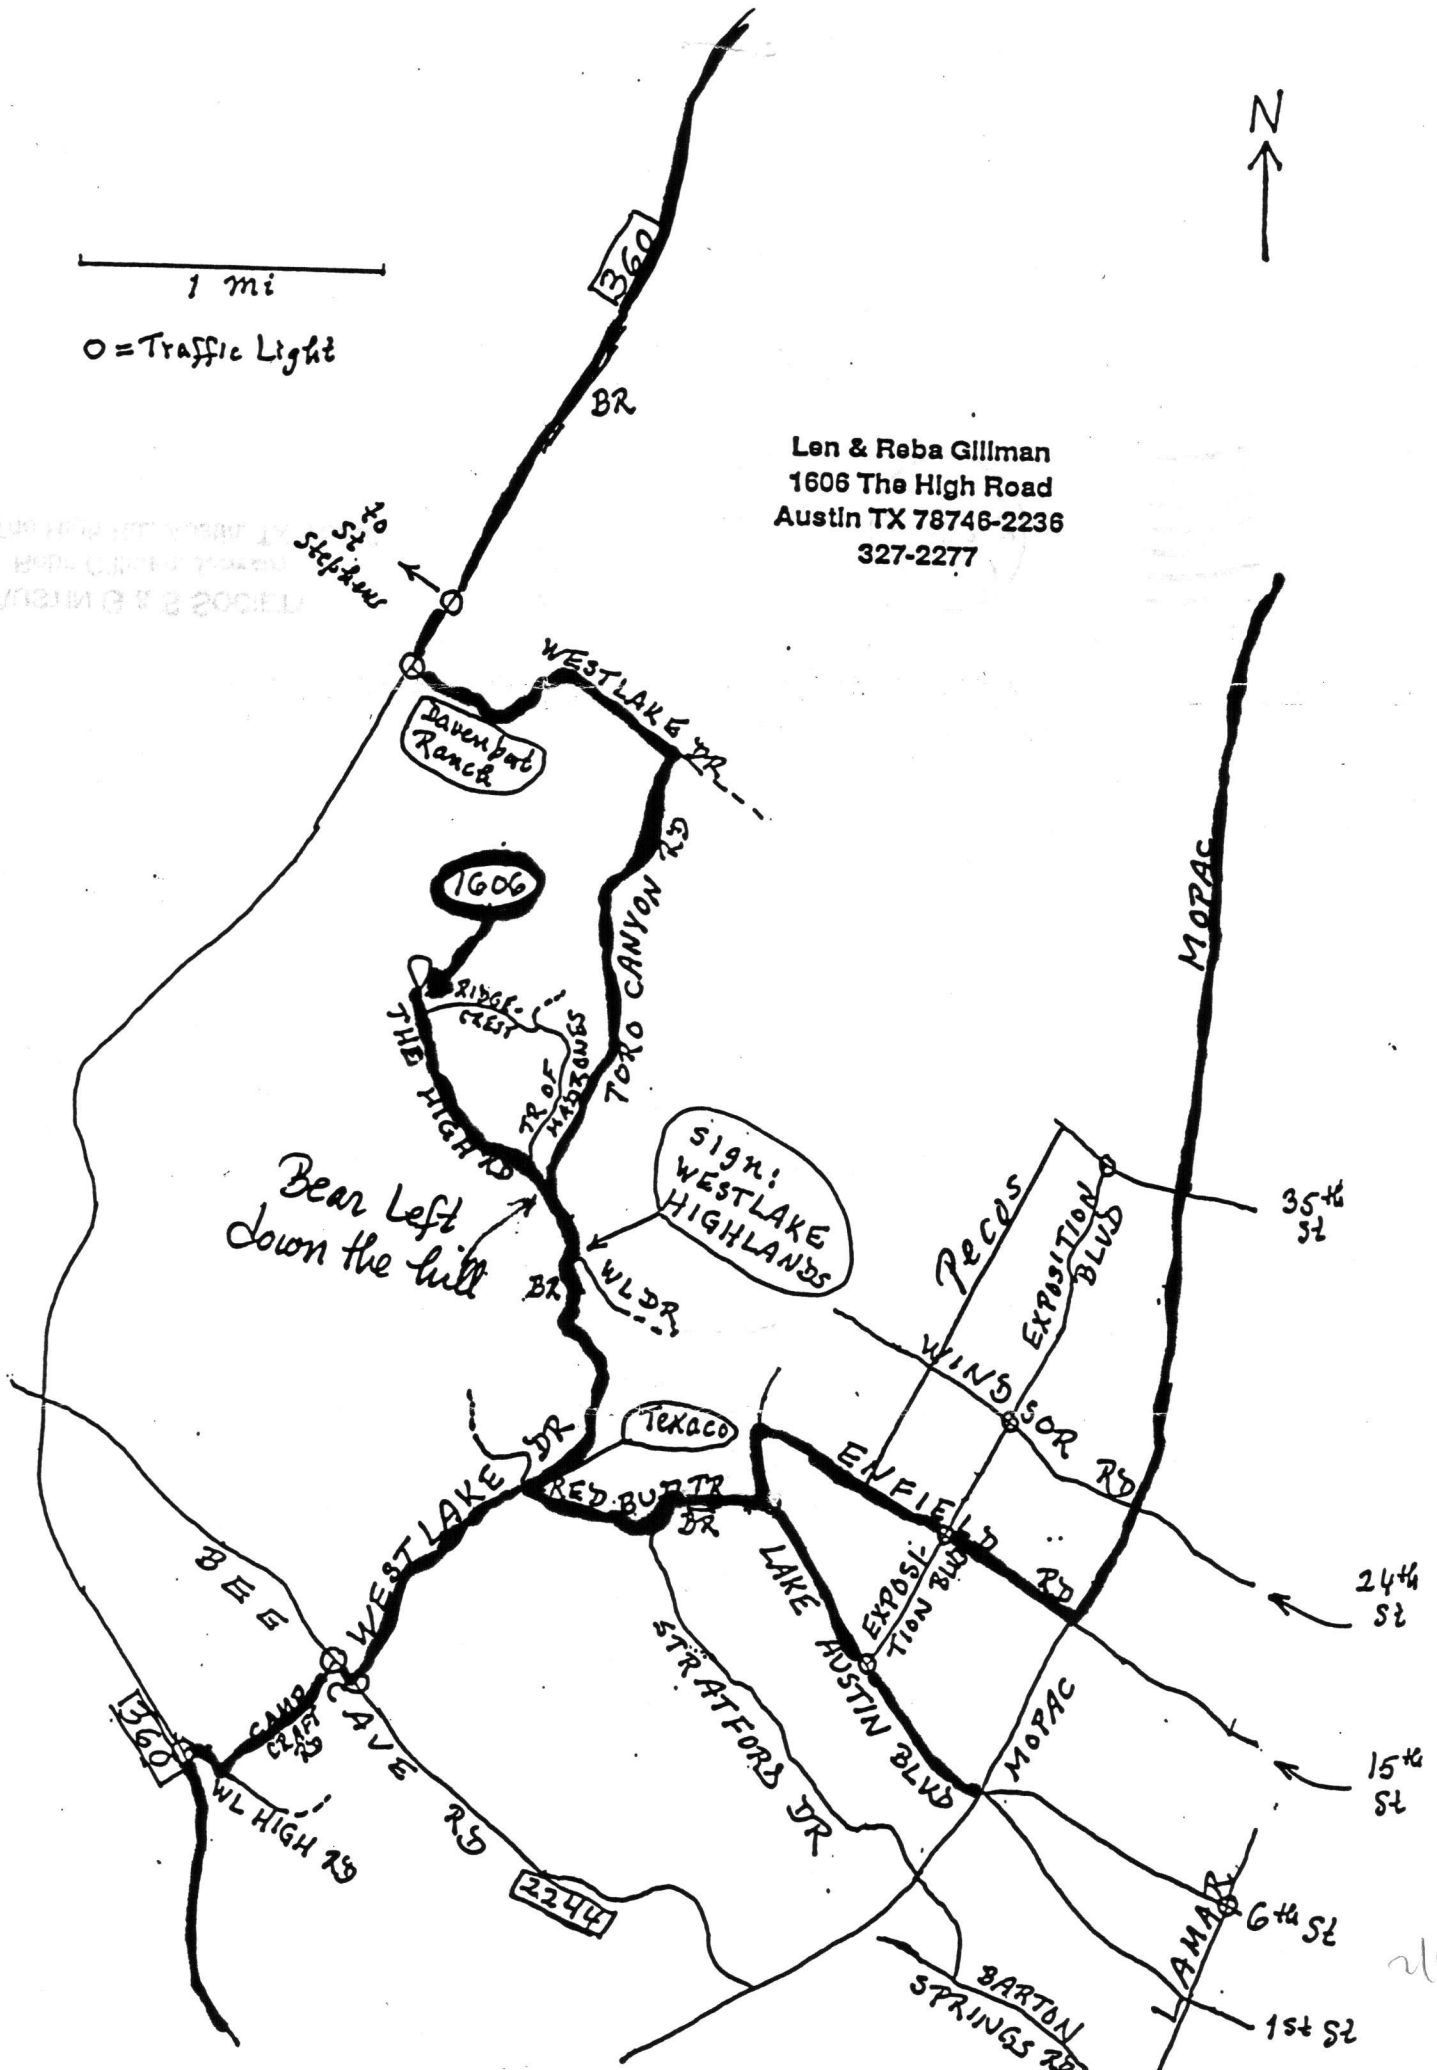 N
360
1 mi
O = Traffic Light
BR
Len & Reba Gillman
1606 The High Road
Austin TX 78746-2236
327-2277
to
St
Stephens
WESTLAKE DR
Davenport
Ranch
MOPAC
1606
TORO CANYON RD
RIDGE-
CREST
THE HIGH RD
TR OF
MADRONES
Sign:
WESTLAKE
HIGHLANDS
Bear Left
down the hill
BR
WL DR
Pecos
EXPOSITION
BLVD
35th
St
WINDSOR RD
Texaco
WESTLAKE DR
RED BUD TR
BR
ENFIELD RD
LAKE AUSTIN BLVD
EXPOSI-
TION BLVD
24th
St
BEE CAVE RD
STRATFORD DR
MOPAC
360
CAMP
CRAFT
RD
WL HIGH RD
15th
St
2244
LAMAR
6th St
BARTON
SPRINGS RD
1st St